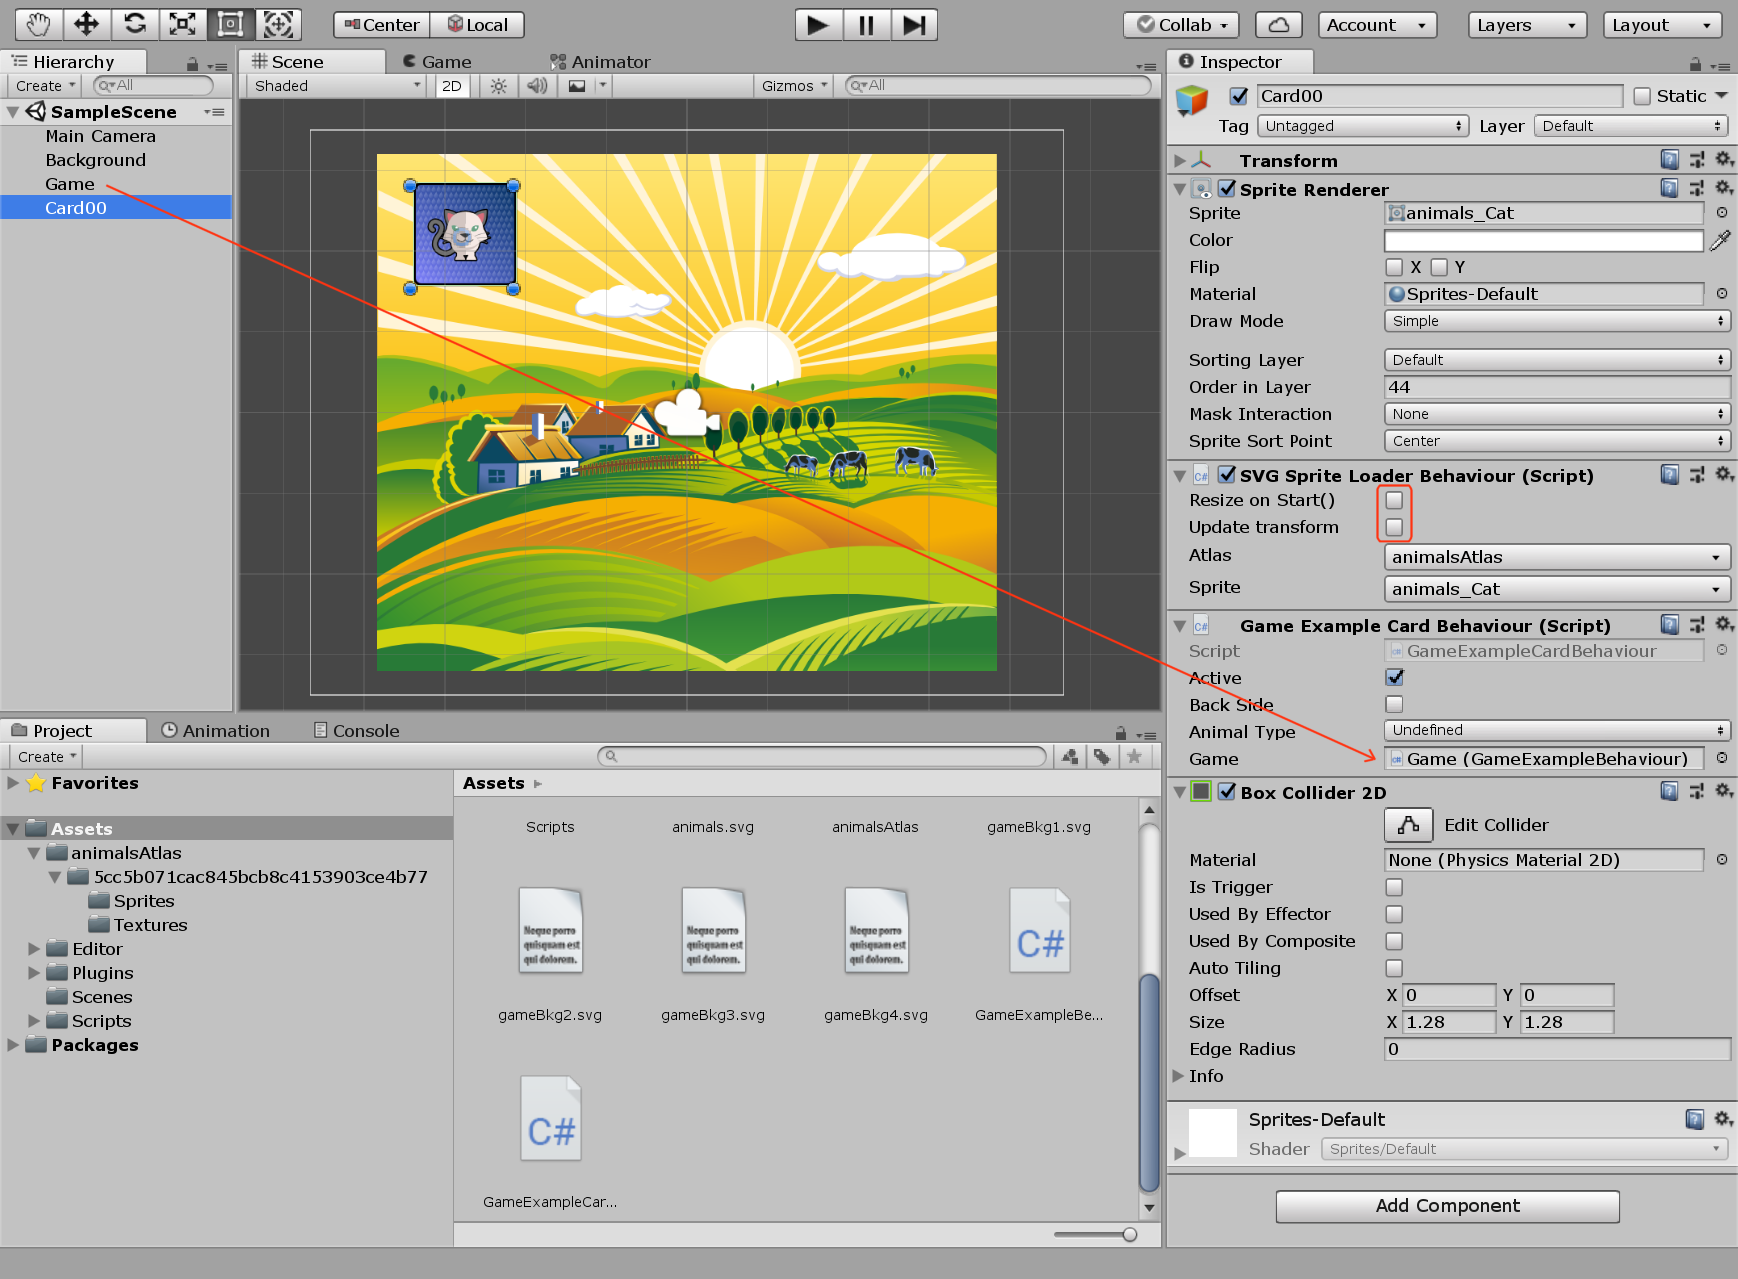 Center
Local
Collab
Account
Layers
Layout
Hierarchy
Create
All
SampleScene
Main Camera
Background
Game
Card00
Scene
Game
Animator
Shaded
2D
Gizmos
All
Inspector
Card00
Static
Tag
Untagged
Layer
Default
Transform
Sprite Renderer
Sprite
animals_Cat
Color
Flip
X
Y
Material
Sprites-Default
Draw Mode
Simple
Sorting Layer
Default
Order in Layer
44
Mask Interaction
None
Sprite Sort Point
Center
C#
SVG Sprite Loader Behaviour (Script)
Resize on Start()
Update transform
Atlas
animalsAtlas
Sprite
animals_Cat
C#
Game Example Card Behaviour (Script)
Script
GameExampleCardBehaviour
Active
Back Side
Animal Type
Undefined
Game
Game (GameExampleBehaviour)
Box Collider 2D
Edit Collider
Material
None (Physics Material 2D)
Is Trigger
Used By Effector
Used By Composite
Auto Tiling
Offset
X 0
Y 0
Size
X 1.28
Y 1.28
Edge Radius
0
Info
Sprites-Default
Shader
Sprites/Default
Add Component
Project
Animation
Console
Create
Favorites
Assets
animalsAtlas
5cc5b071cac845bcb8c4153903ce4b77
Sprites
Textures
Editor
Plugins
Scenes
Scripts
Packages
Assets
Scripts
animals.svg
animalsAtlas
gameBkg1.svg
Neque porro
quisquam est
qui dolorem.
Neque porro
quisquam est
qui dolorem.
Neque porro
quisquam est
qui dolorem.
C#
gameBkg2.svg
gameBkg3.svg
gameBkg4.svg
GameExampleBe...
C#
GameExampleCar...